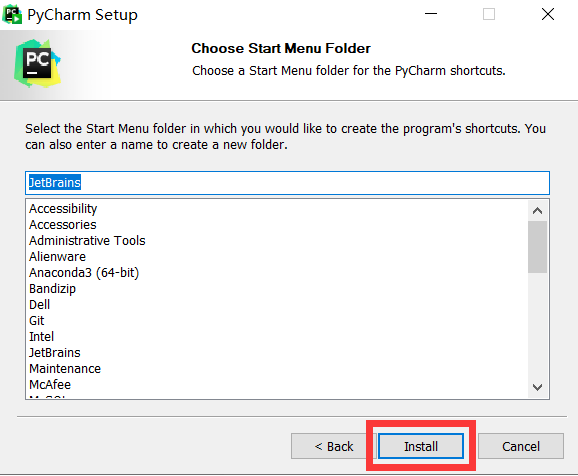 PyCharm Setup
PC
Choose Start Menu Folder
Choose a Start Menu folder for the PyCharm shortcuts.
PC
Select the Start Menu folder in which you would like to create the program's shortcuts. You
can also enter a name to create a new folder.
JetBrains
Accessibility
Accessories
Administrative Tools
Alienware
Anaconda3 (64-bit)
Bandizip
Dell
Git
Intel
JetBrains
Maintenance
McAfee
< Back
Install
Cancel